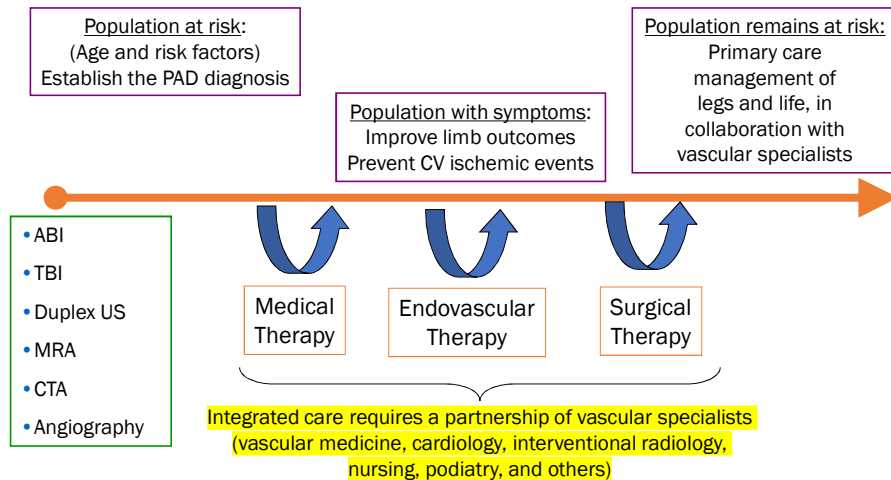 Population at risk:
(Age and risk factors)
Establish the PAD diagnosis
Population with symptoms:
Improve limb outcomes
Prevent CV ischemic events
Population remains at risk:
Primary care
management of
legs and life, in
collaboration with
vascular specialists
• ABI
• TBI
• Duplex US
• MRA
• CTA
• Angiography
Medical
Therapy
Endovascular
Therapy
Surgical
Therapy
Integrated care requires a partnership of vascular specialists
(vascular medicine, cardiology, interventional radiology,
nursing, podiatry, and others)